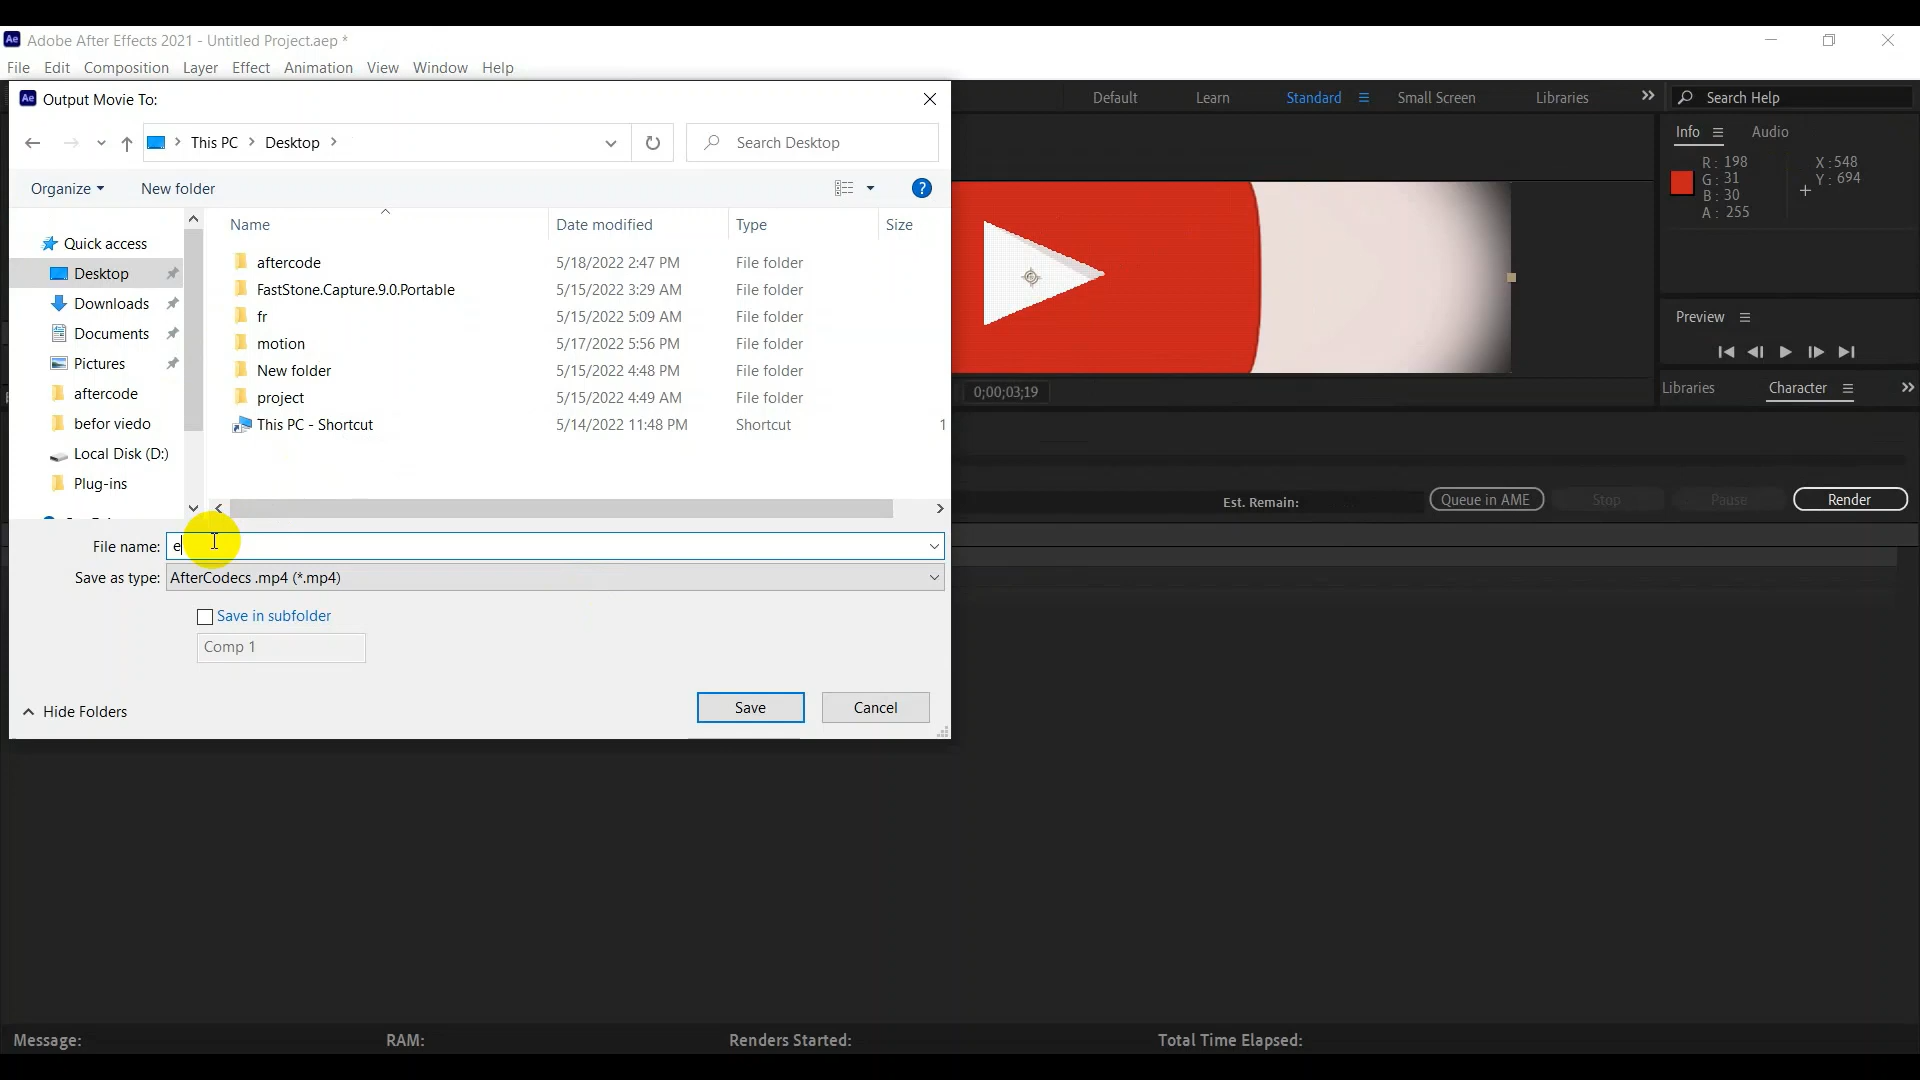 Ae Adobe After Effects 2021 - Untitled Project.aep *
File Edit Composition Layer Effect Animation View Window Help
Ae Output Movie To:
Default Learn Standard Small Screen Libraries Search Help
This PC Desktop Search Desktop
Info Audio
R: 198 X:548
G: 31 Y: 694
B: 30
A: 255
Organize New folder ?
Name Date modified Type Size
Quick access
Desktop
Downloads
Documents
Pictures
aftercode
befor viedo
Local Disk (D:)
Plug-ins
aftercode 5/18/2022 2:47 PM File folder
FastStone.Capture.9.0.Portable 5/15/2022 3:29 AM File folder
fr 5/15/2022 5:09 AM File folder
motion 5/17/2022 5:56 PM File folder
New folder 5/15/2022 4:48 PM File folder
project 5/15/2022 4:49 AM File folder
This PC - Shortcut 5/14/2022 11:48 PM Shortcut 1
Preview
0;00;03;19
Libraries Character
Est. Remain: Queue in AME Stop Pause Render
File name: e
Save as type: AfterCodecs .mp4 (*.mp4)
Save in subfolder
Comp 1
Hide Folders Save Cancel
Message: RAM: Renders Started: Total Time Elapsed: